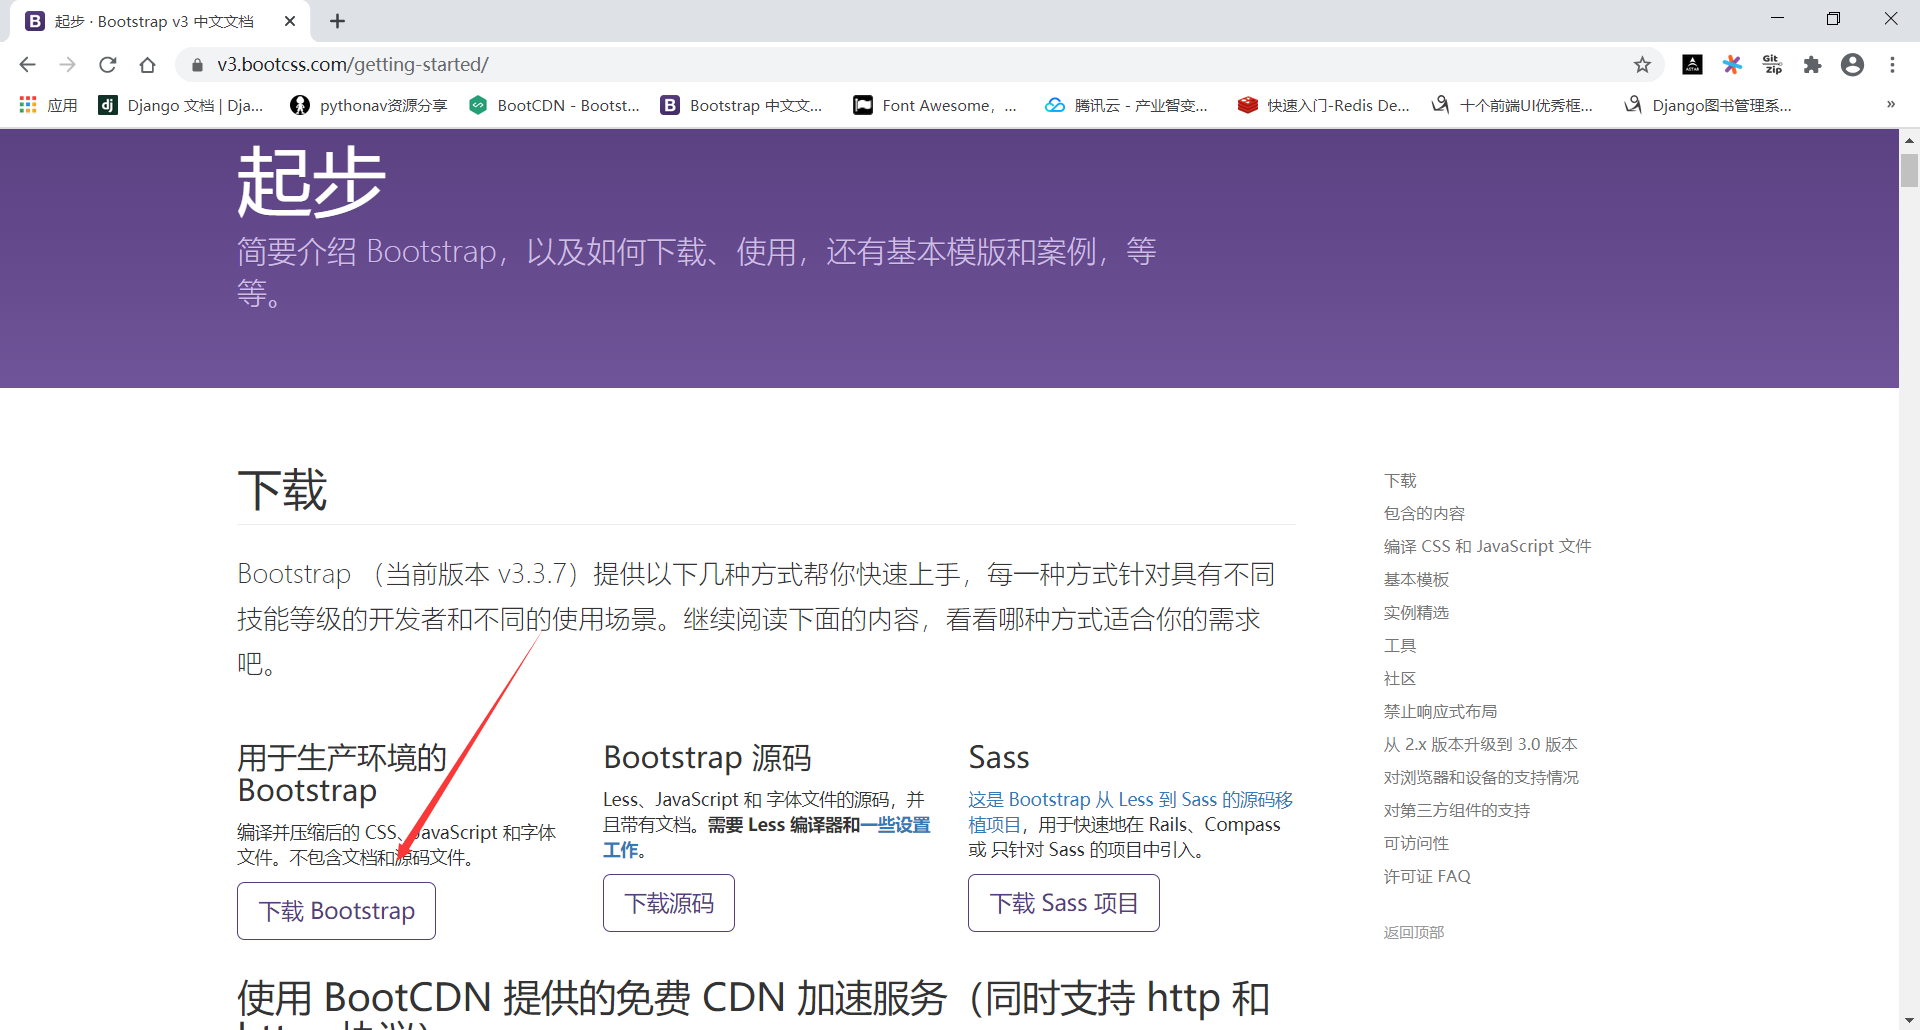 起步 · Bootstrap v3 中文文档
v3.bootcss.com/getting-started/
Git
Zip
应用
dj Django 文档 | Dja...
pythonav资源分享
BootCDN - Bootst...
B Bootstrap 中文文...
Font Awesome，...
腾讯云 - 产业智变...
快速入门-Redis De...
十个前端UI优秀框...
Django图书管理系...
»
起步
简要介绍 Bootstrap，以及如何下载、使用，还有基本模版和案例，等
等。
下载
Bootstrap （当前版本 v3.3.7）提供以下几种方式帮你快速上手，每一种方式针对具有不同
技能等级的开发者和不同的使用场景。继续阅读下面的内容，看看哪种方式适合你的需求
吧。
用于生产环境的
Bootstrap
编译并压缩后的 CSS、JavaScript 和字体
文件。不包含文档和源码文件。
下载 Bootstrap
Bootstrap 源码
Less、JavaScript 和 字体文件的源码，并
且带有文档。需要 Less 编译器和一些设置
工作。
下载源码
Sass
这是 Bootstrap 从 Less 到 Sass 的源码移
植项目，用于快速地在 Rails、Compass
或 只针对 Sass 的项目中引入。
下载 Sass 项目
使用 BootCDN 提供的免费 CDN 加速服务（同时支持 http 和
下载
包含的内容
编译 CSS 和 JavaScript 文件
基本模板
实例精选
工具
社区
禁止响应式布局
从 2.x 版本升级到 3.0 版本
对浏览器和设备的支持情况
对第三方组件的支持
可访问性
许可证 FAQ
返回顶部